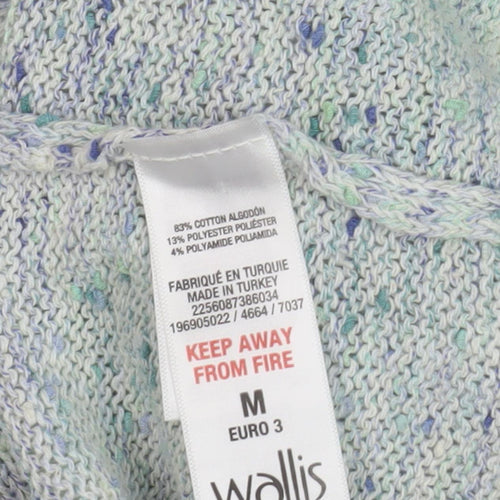 83% COTTON ALGODÓN
13% POLYESTER POLIÉSTER
4% POLYAMIDE POLIAMIDA
FABRIQUÉ EN TURQUIE
MADE IN TURKEY
2256087386034
196905022 / 4664 / 7037
KEEP AWAY
FROM FIRE
M
EURO 3
wallis